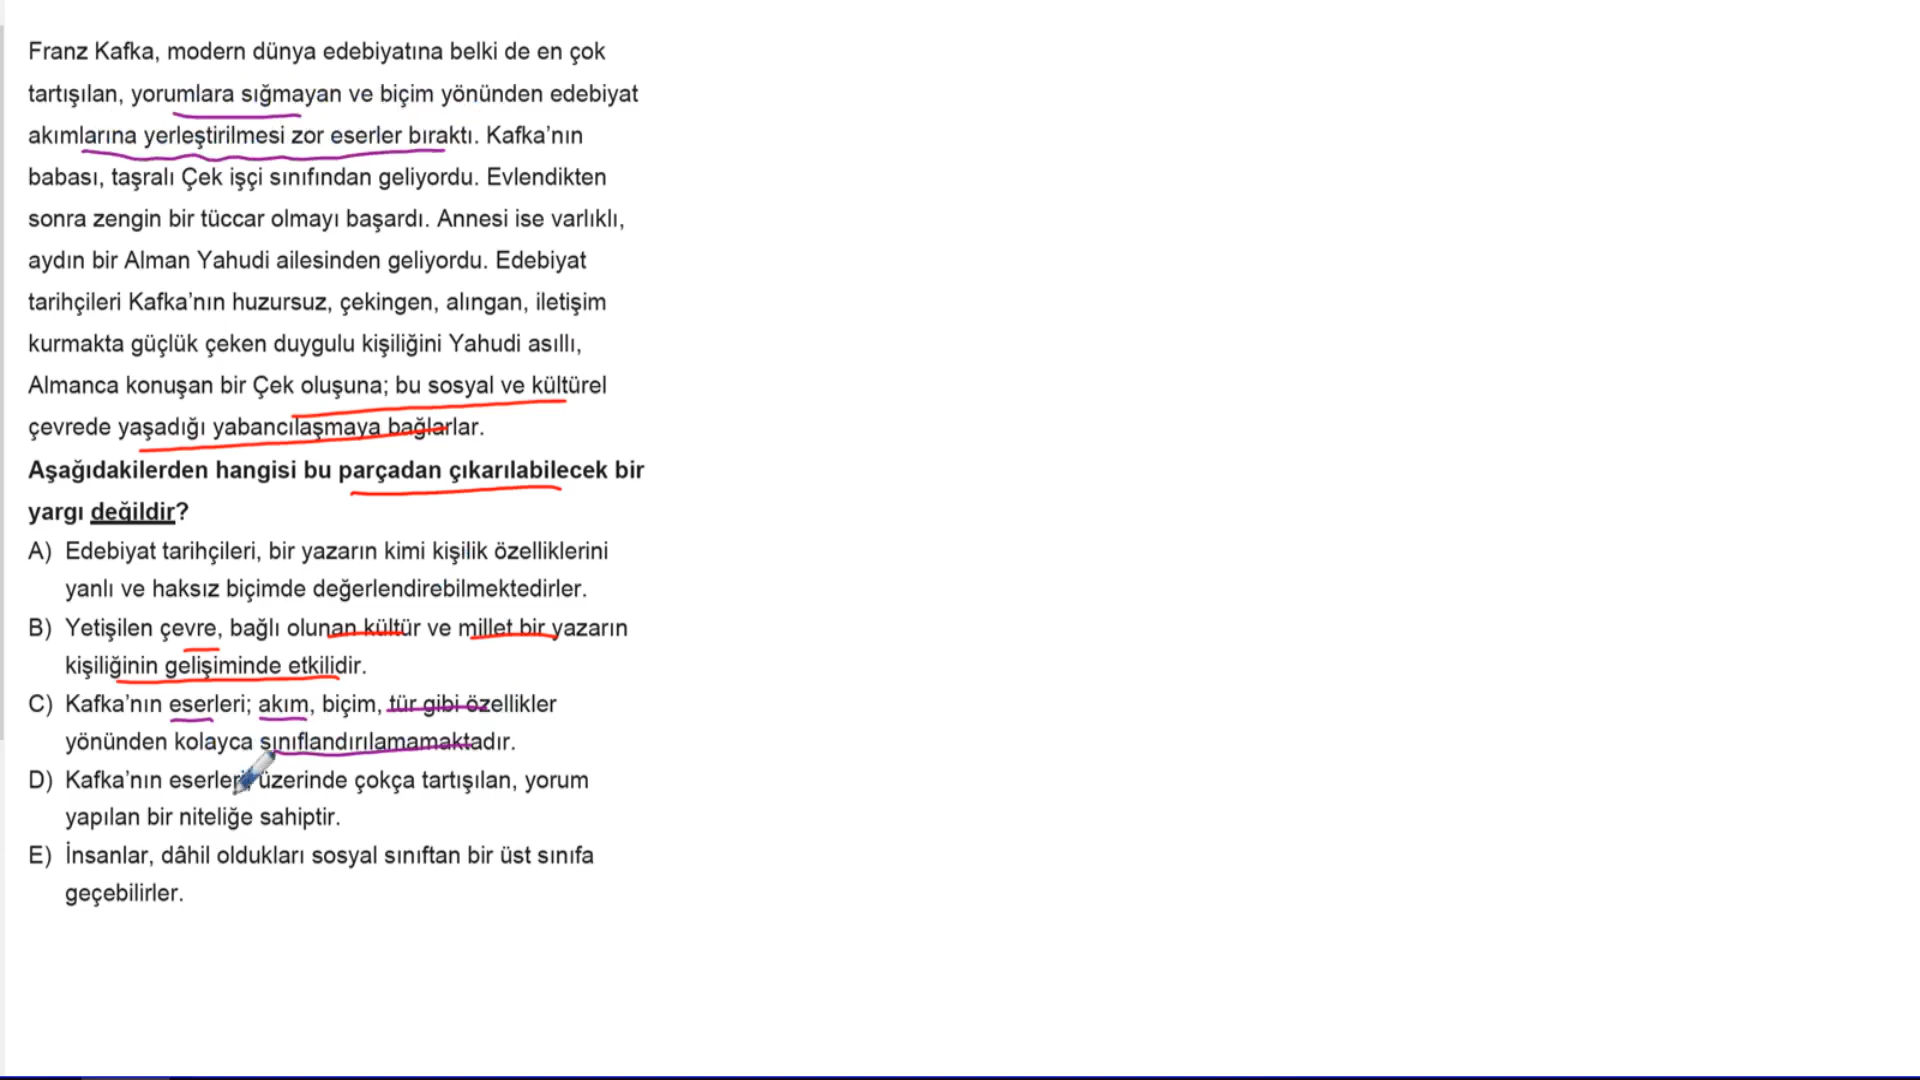 Franz Kafka, modern dünya edebiyatına belki de en çok
tartışılan, yorumlara sığmayan ve biçim yönünden edebiyat
akımlarına yerleştirilmesi zor eserler bıraktı. Kafka’nın
babası, taşralı Çek işçi sınıfından geliyordu. Evlendikten
sonra zengin bir tüccar olmayı başardı. Annesi ise varlıklı,
aydın bir Alman Yahudi ailesinden geliyordu. Edebiyat
tarihçileri Kafka’nın huzursuz, çekingen, alıngan, iletişim
kurmakta güçlük çeken duygulu kişiliğini Yahudi asıllı,
Almanca konuşan bir Çek oluşuna; bu sosyal ve kültürel
çevrede yaşadığı yabancılaşmaya bağlarlar.
Aşağıdakilerden hangisi bu parçadan çıkarılabilecek bir
yargı değildir?
A) Edebiyat tarihçileri, bir yazarın kimi kişilik özelliklerini
yanlı ve haksız biçimde değerlendirebilmektedirler.
B) Yetişilen çevre, bağlı olunan kültür ve millet bir yazarın
kişiliğinin gelişiminde etkilidir.
C) Kafka’nın eserleri; akım, biçim, tür gibi özellikler
yönünden kolayca sınıflandırılamamaktadır.
D) Kafka’nın eserleri, üzerinde çokça tartışılan, yorum
yapılan bir niteliğe sahiptir.
E) İnsanlar, dâhil oldukları sosyal sınıftan bir üst sınıfa
geçebilirler.